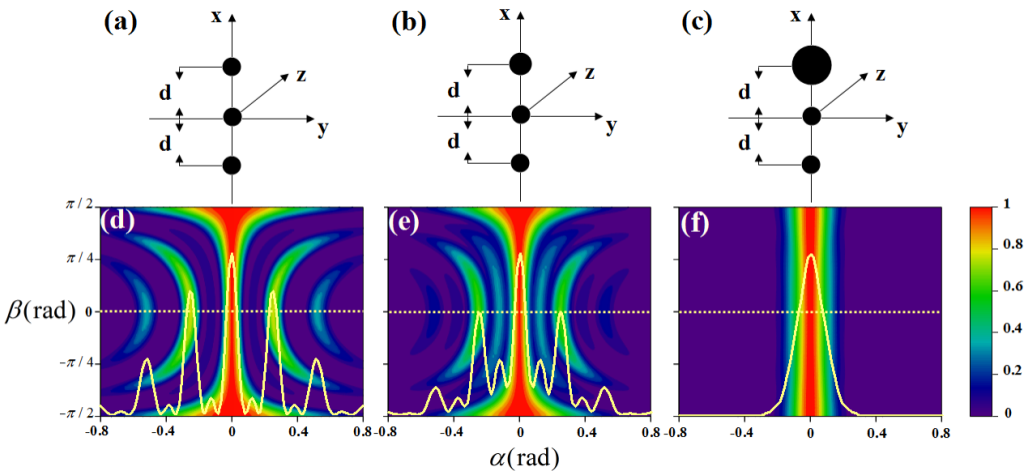 (a)
x
z
d
d
y
(b)
x
z
d
d
y
(c)
x
z
d
d
y
(d)
(e)
(f)
β(rad)
π / 2
π / 4
0
-π / 4
-π / 2
-0.8 -0.4 0 0.4 0.8
-0.8 -0.4 0 0.4 0.8
-0.8 -0.4 0 0.4 0.8
α(rad)
1
0.8
0.6
0.4
0.2
0